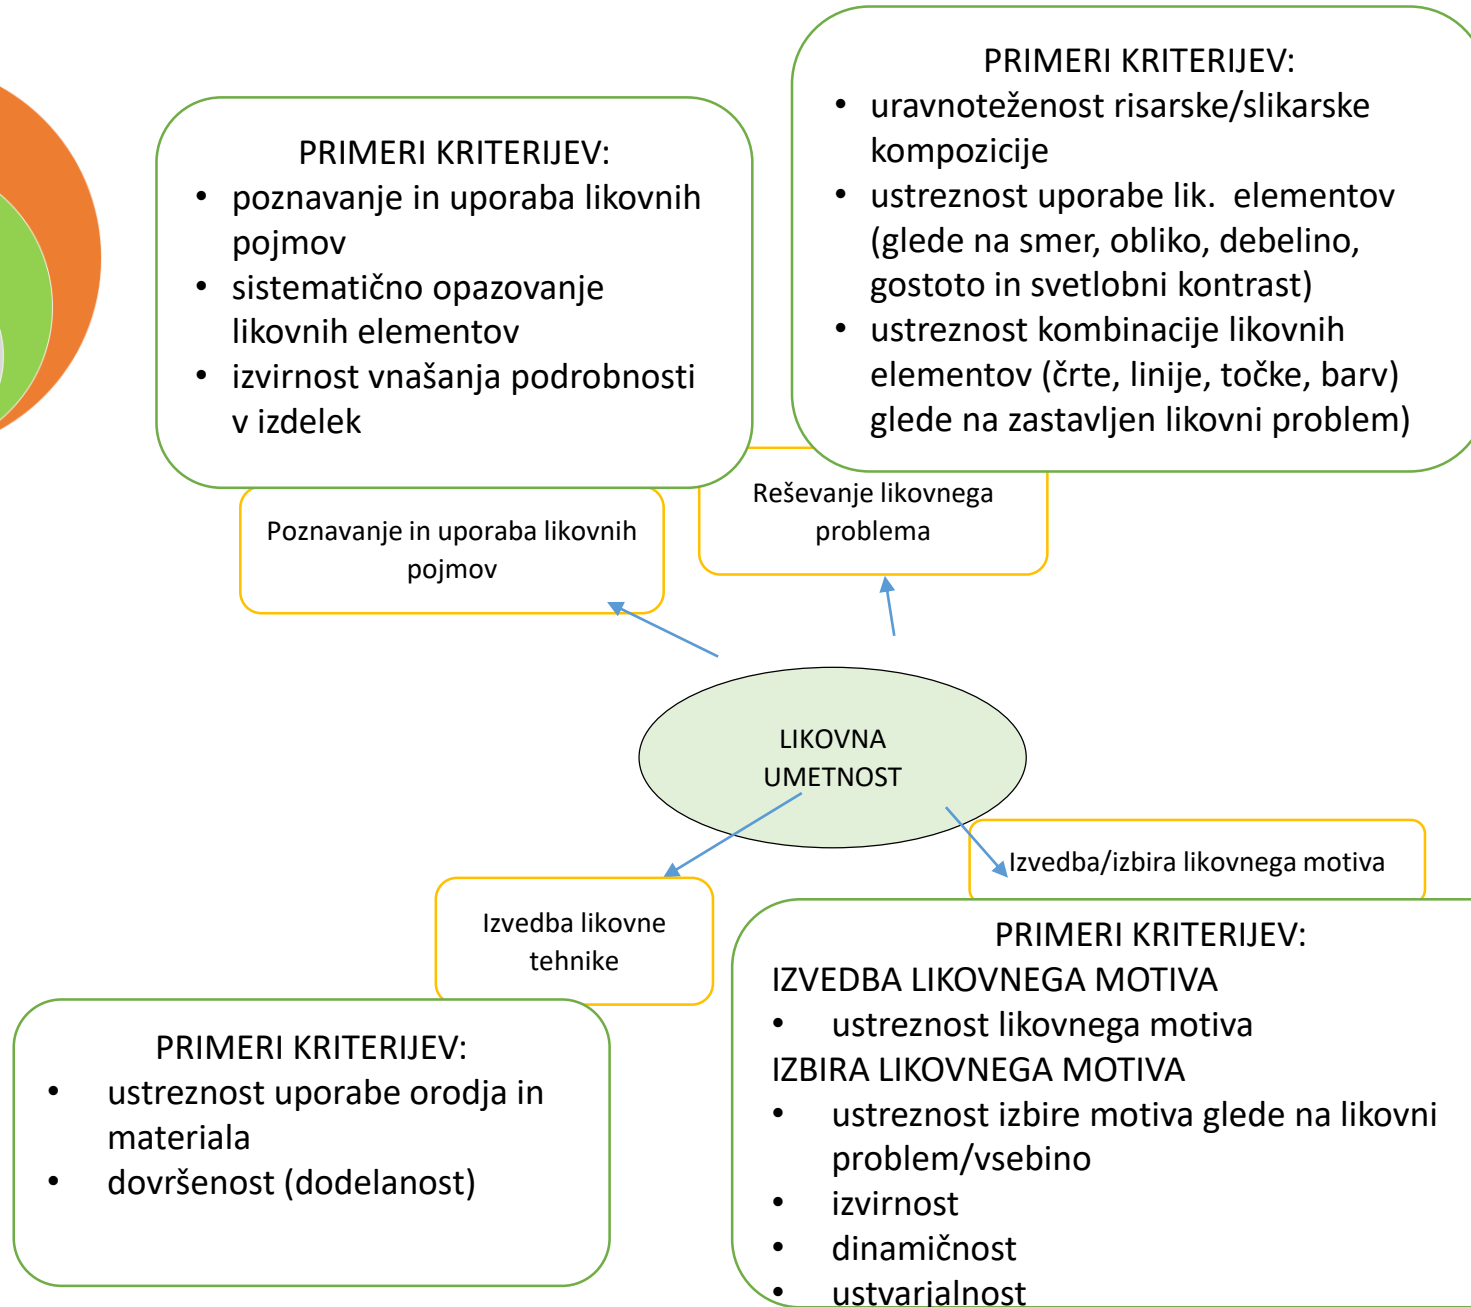 PRIMERI KRITERIJEV:
• poznavanje in uporaba likovnih
pojmov
• sistematično opazovanje
likovnih elementov
• izvirnost vnašanja podrobnosti
v izdelek
Poznavanje in uporaba likovnih
pojmov
PRIMERI KRITERIJEV:
• uravnoteženost risarske/slikarske
kompozicije
• ustreznost uporabe lik. elementov
(glede na smer, obliko, debelino,
gostoto in svetlobni kontrast)
• ustreznost kombinacije likovnih
elementov (črte, linije, točke, barv)
glede na zastavljen likovni problem)
Reševanje likovnega
problema
LIKOVNA
UMETNOST
Izvedba likovne
tehnike
PRIMERI KRITERIJEV:
• ustreznost uporabe orodja in
materiala
• dovršenost (dodelanost)
Izvedba/izbira likovnega motiva
PRIMERI KRITERIJEV:
IZVEDBA LIKOVNEGA MOTIVA
• ustreznost likovnega motiva
IZBIRA LIKOVNEGA MOTIVA
• ustreznost izbire motiva glede na likovni
problem/vsebino
• izvirnost
• dinamičnost
• ustvarjalnost